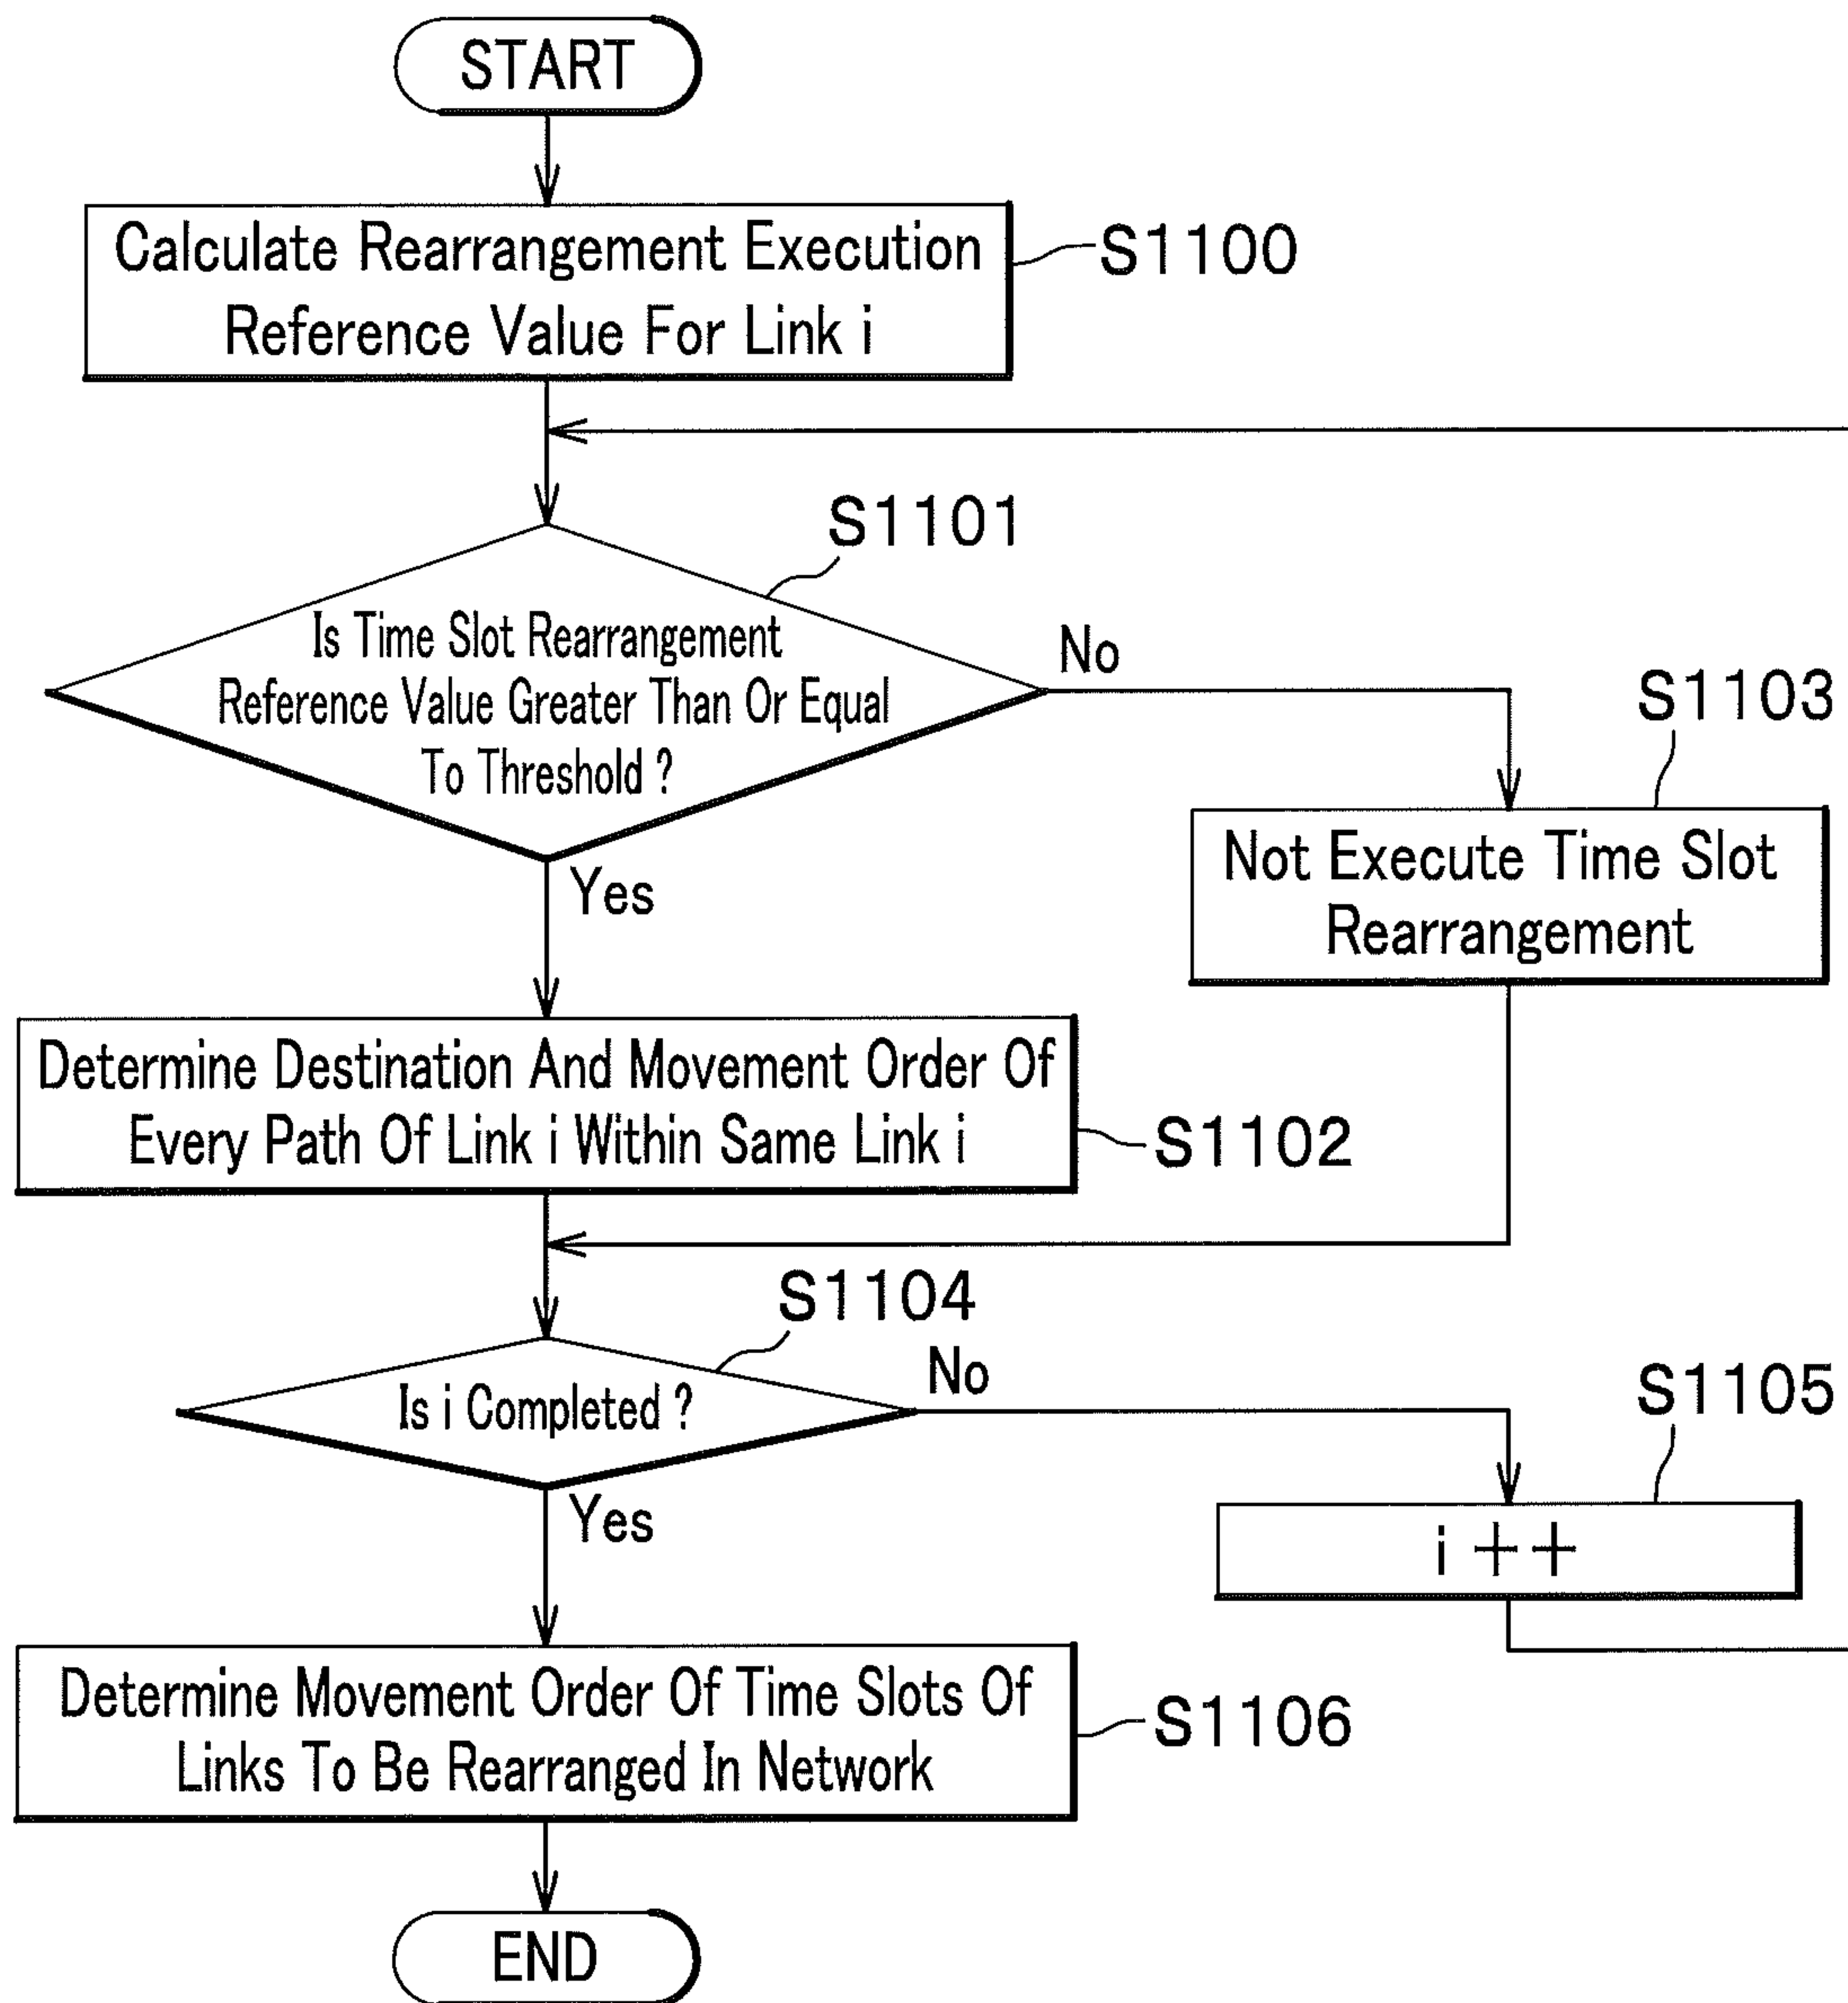 START
Calculate Rearrangement Execution
Reference Value For Link i
S1100
S1101
Is Time Slot Rearrangement
Reference Value Greater Than Or Equal
To Threshold ?
No
Yes
S1103
Not Execute Time Slot
Rearrangement
Determine Destination And Movement Order Of
Every Path Of Link i Within Same Link i
S1102
S1104
Is i Completed ?
No
Yes
S1105
i ++
Determine Movement Order Of Time Slots Of
Links To Be Rearranged In Network
S1106
END